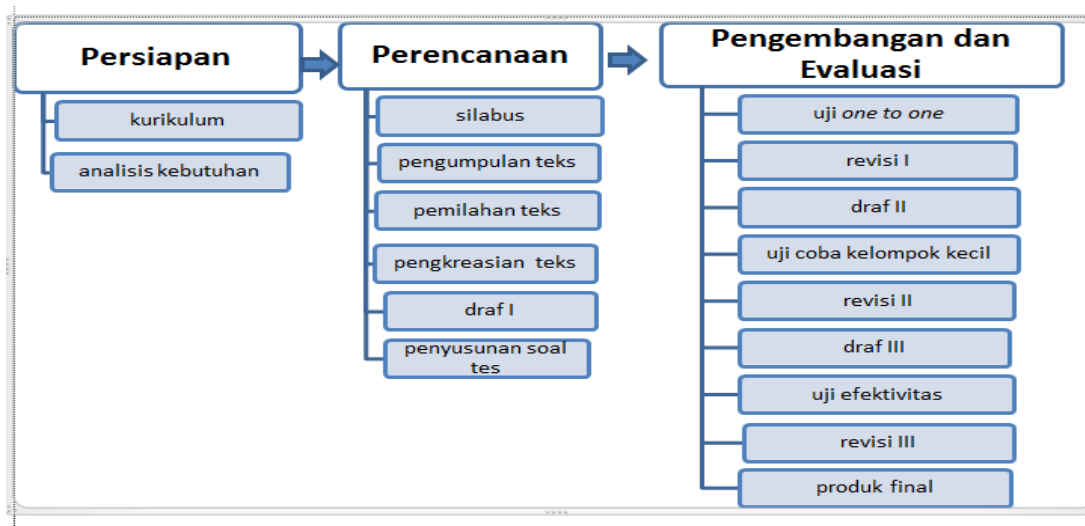 Persiapan
kurikulum
analisis kebutuhan
Perencanaan
silabus
pengumpulan teks
pemilahan teks
pengkreasian teks
draf I
penyusunan soal
tes
Pengembangan dan
Evaluasi
uji one to one
revisi I
draf II
uji coba kelompok kecil
revisi II
draf III
uji efektivitas
revisi III
produk final